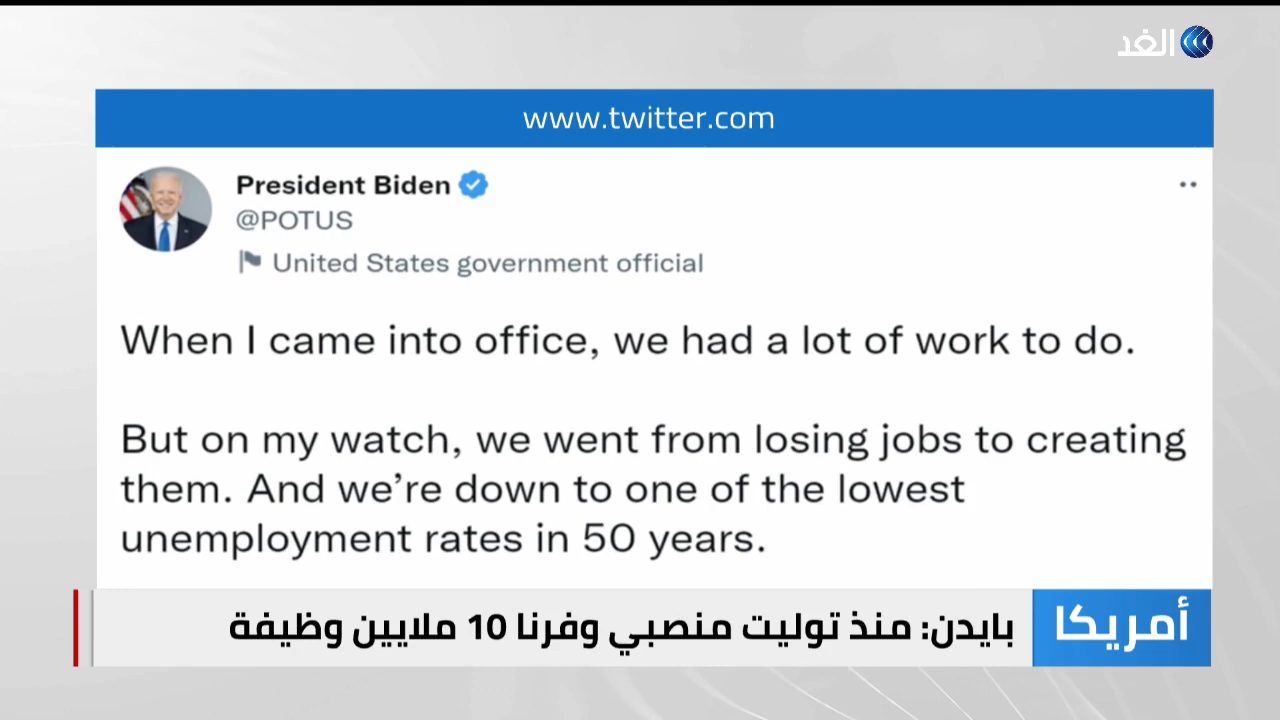 الغد
www.twitter.com
President Biden
@POTUS
United States government official
When I came into office, we had a lot of work to do.
But on my watch, we went from losing jobs to creating
them. And we’re down to one of the lowest
unemployment rates in 50 years.
أمريكا
بايدن: منذ توليت منصبي وفرنا 10 ملايين وظيفة